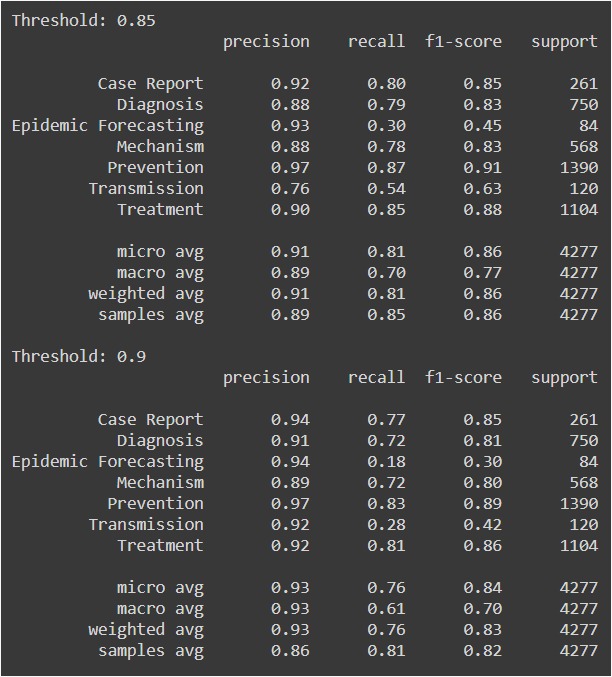 Threshold: 0.85
precision recall f1-score support
Case Report 0.92 0.80 0.85 261
Diagnosis 0.88 0.79 0.83 750
Epidemic Forecasting 0.93 0.30 0.45 84
Mechanism 0.88 0.78 0.83 568
Prevention 0.97 0.87 0.91 1390
Transmission 0.76 0.54 0.63 120
Treatment 0.90 0.85 0.88 1104
micro avg 0.91 0.81 0.86 4277
macro avg 0.89 0.70 0.77 4277
weighted avg 0.91 0.81 0.86 4277
samples avg 0.89 0.85 0.86 4277
Threshold: 0.9
precision recall f1-score support
Case Report 0.94 0.77 0.85 261
Diagnosis 0.91 0.72 0.81 750
Epidemic Forecasting 0.94 0.18 0.30 84
Mechanism 0.89 0.72 0.80 568
Prevention 0.97 0.83 0.89 1390
Transmission 0.92 0.28 0.42 120
Treatment 0.92 0.81 0.86 1104
micro avg 0.93 0.76 0.84 4277
macro avg 0.93 0.61 0.70 4277
weighted avg 0.93 0.76 0.83 4277
samples avg 0.86 0.81 0.82 4277